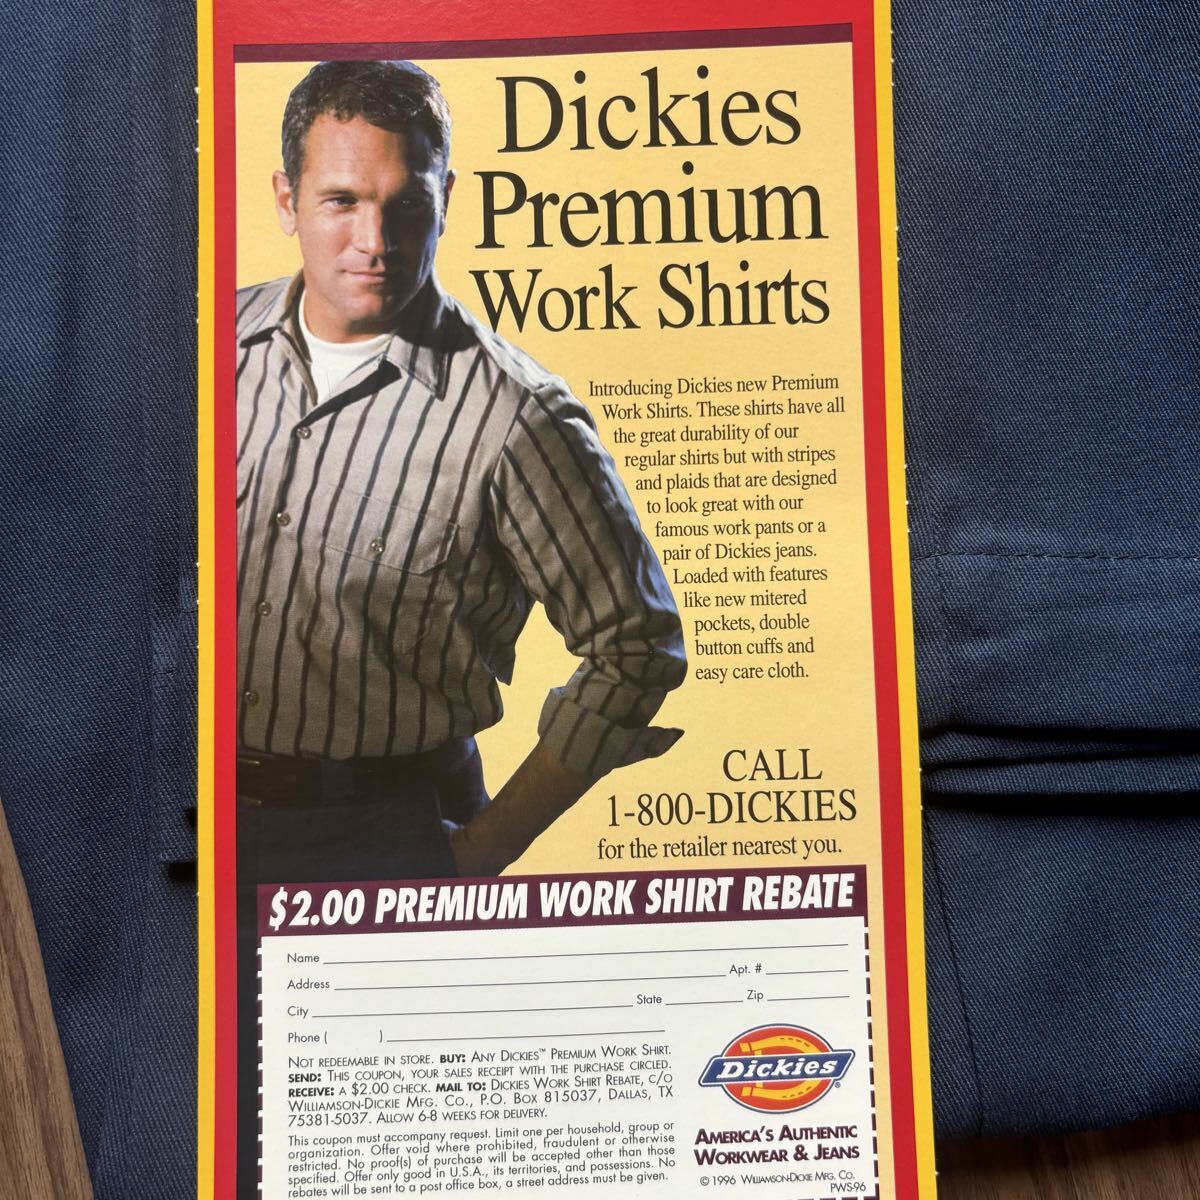 Dickies
Premium
Work Shirts
Introducing Dickies new Premium
Work Shirts. These shirts have all
the great durability of our
regular shirts but with stripes
and plaids that are designed
to look great with our
famous work pants or a
pair of Dickies jeans.
Loaded with features
like new mitered
pockets, double
button cuffs and
easy care cloth.
CALL
1-800-DICKIES
for the retailer nearest you.
$2.00 PREMIUM WORK SHIRT REBATE
Name
Address Apt. #
City State Zip
Phone ( )
NOT REDEEMABLE IN STORE. BUY: ANY DICKIES™ PREMIUM WORK SHIRT.
SEND: THIS COUPON, YOUR SALES RECEIPT WITH THE PURCHASE CIRCLED.
RECEIVE: A $2.00 CHECK. MAIL TO: DICKIES WORK SHIRT REBATE, C/O
WILLIAMSON-DICKIE MFG. CO., P.O. BOX 815037, DALLAS, TX
75381-5037. ALLOW 6-8 WEEKS FOR DELIVERY.
This coupon must accompany request. Limit one per household, group or
organization. Offer void where prohibited, fraudulent or otherwise
restricted. No proof(s) of purchase will be accepted other than those
specified. Offer only good in U.S.A., its territories, and possessions. No
rebates will be sent to a post office box, a street address must be given.
Dickies®
AMERICA'S AUTHENTIC
WORKWEAR & JEANS
© 1996 WILLIAMSON-DICKIE MFG. CO.
PWS-96